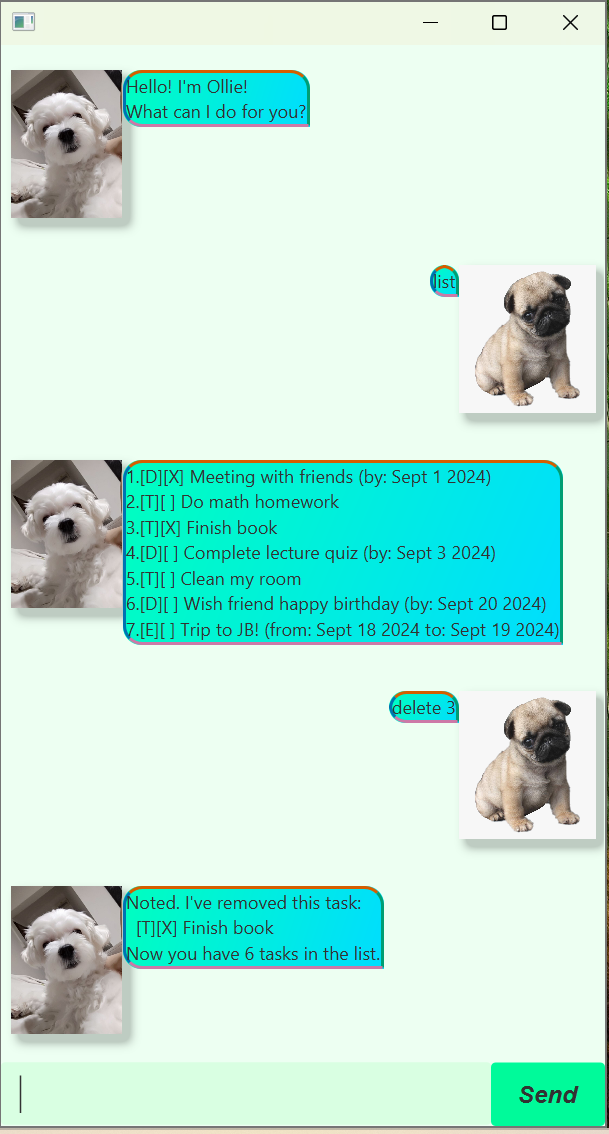 Hello! I'm Ollie!
What can I do for you?
list
1.[D][X] Meeting with friends (by: Sept 1 2024)
2.[T][ ] Do math homework
3.[T][X] Finish book
4.[D][ ] Complete lecture quiz (by: Sept 3 2024)
5.[T][ ] Clean my room
6.[D][ ] Wish friend happy birthday (by: Sept 20 2024)
7.[E][ ] Trip to JB! (from: Sept 18 2024 to: Sept 19 2024)
delete 3
Noted. I've removed this task:
  [T][X] Finish book
Now you have 6 tasks in the list.
Send